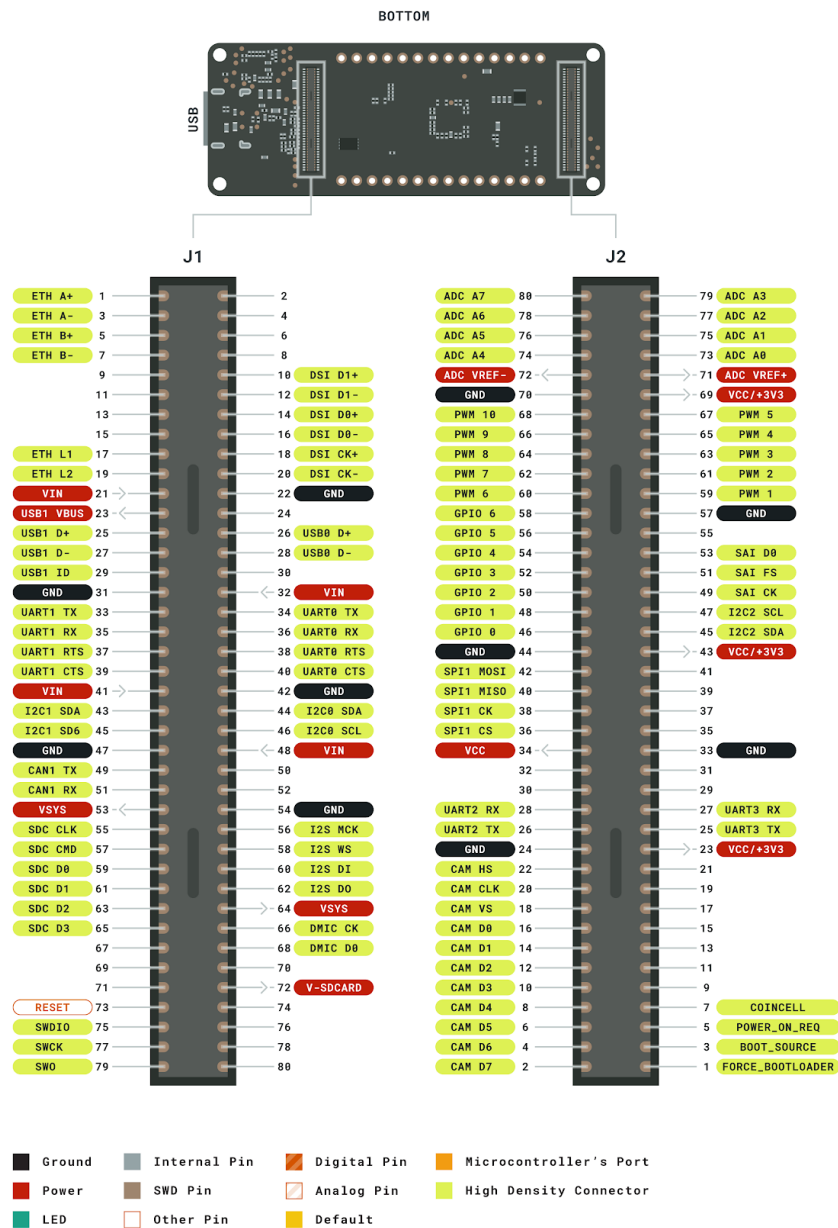 BOTTOM
USB
J1 J2
ETH A+ 1 2 ADC A7 80 79 ADC A3
ETH A- 3 4 ADC A6 78 77 ADC A2
ETH B+ 5 6 ADC A5 76 75 ADC A1
ETH B- 7 8 ADC A4 74 73 ADC A0
9 10 DSI D1+ ADC VREF- 72 71 ADC VREF+
11 12 DSI D1- GND 70 69 VCC/+3V3
13 14 DSI D0+ PWM 10 68 67 PWM 5
15 16 DSI D0- PWM 9 66 65 PWM 4
ETH L1 17 18 DSI CK+ PWM 8 64 63 PWM 3
ETH L2 19 20 DSI CK- PWM 7 62 61 PWM 2
VIN 21 22 GND PWM 6 60 59 PWM 1
USB1 VBUS 23 24 GPIO 6 58 57 GND
USB1 D+ 25 26 USB0 D+ GPIO 5 56 55
USB1 D- 27 28 USB0 D- GPIO 4 54 53 SAI D0
USB1 ID 29 30 GPIO 3 52 51 SAI FS
GND 31 32 VIN GPIO 2 50 49 SAI CK
UART1 TX 33 34 UART0 TX GPIO 1 48 47 I2C2 SCL
UART1 RX 35 36 UART0 RX GPIO 0 46 45 I2C2 SDA
UART1 RTS 37 38 UART0 RTS GND 44 43 VCC/+3V3
UART1 CTS 39 40 UART0 CTS SPI1 MOSI 42 41
VIN 41 42 GND SPI1 MISO 40 39
I2C1 SDA 43 44 I2C0 SDA SPI1 CK 38 37
I2C1 SD6 45 46 I2C0 SCL SPI1 CS 36 35
GND 47 48 VIN VCC 34 33 GND
CAN1 TX 49 50 32 31
CAN1 RX 51 52 30 29
VSYS 53 54 GND UART2 RX 28 27 UART3 RX
SDC CLK 55 56 I2S MCK UART2 TX 26 25 UART3 TX
SDC CMD 57 58 I2S WS GND 24 23 VCC/+3V3
SDC D0 59 60 I2S DI CAM HS 22 21
SDC D1 61 62 I2S DO CAM CLK 20 19
SDC D2 63 64 VSYS CAM VS 18 17
SDC D3 65 66 DMIC CK CAM D0 16 15
67 68 DMIC D0 CAM D1 14 13
69 70 CAM D2 12 11
71 72 V-SDCARD CAM D3 10 9
RESET 73 74 CAM D4 8 7 COINCELL
SWDIO 75 76 CAM D5 6 5 POWER_ON_REQ
SWCK 77 78 CAM D6 4 3 BOOT_SOURCE
SWO 79 80 CAM D7 2 1 FORCE_BOOTLOADER
Ground Internal Pin Digital Pin Microcontroller's Port
Power SWD Pin Analog Pin High Density Connector
LED Other Pin Default